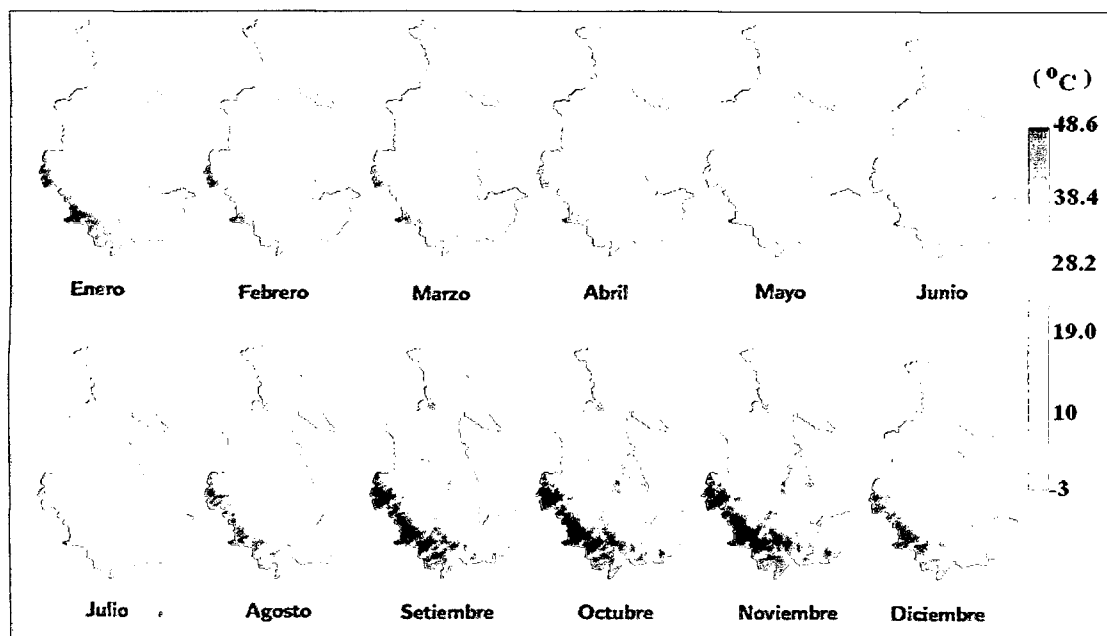 (°C)
48.6
38.4
28.2
Enero Febrero Marzo Abril Mayo Junio
19.0
10
-3
Julio Agosto Setiembre Octubre Noviembre Diciembre